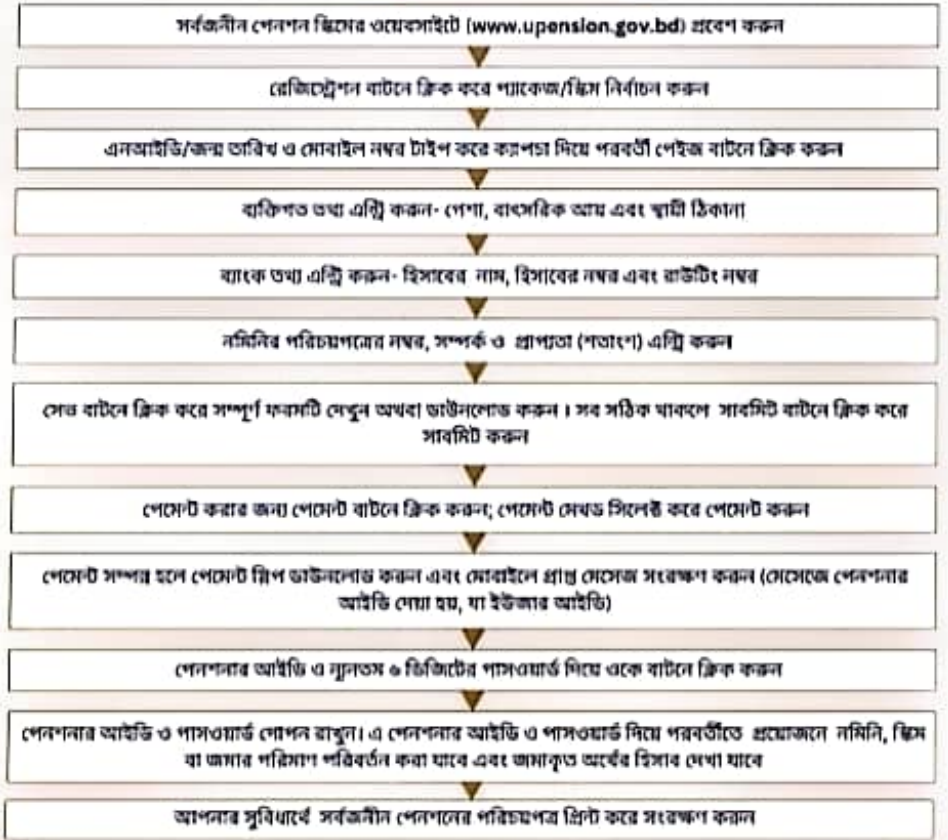 সর্বজনীন পেনশন স্কিমের ওয়েবসাইটে (www.upension.gov.bd) প্রবেশ করুন
রেজিস্ট্রেশন বাটনে ক্লিক করে প্যাকেজ/স্কিম নির্বাচন করুন
এনআইডি/জন্ম তারিখ ও মোবাইল নম্বর টাইপ করে ক্যাপচা দিয়ে পরবর্তী পেইজ বাটনে ক্লিক করুন
ব্যক্তিগত তথ্য এন্ট্রি করুন- পেশা, বাৎসরিক আয় এবং স্থায়ী ঠিকানা
ব্যাংক তথ্য এন্ট্রি করুন- হিসাবের নাম, হিসাবের নম্বর এবং রাউটিং নম্বর
নমিনির পরিচয়পত্রের নম্বর, সম্পর্ক ও প্রাপ্যতা (শতাংশ) এন্ট্রি করুন
সেভ বাটনে ক্লিক করে সম্পূর্ণ ফরমটি দেখুন অথবা ডাউনলোড করুন। সব সঠিক থাকলে সাবমিট বাটনে ক্লিক করে
সাবমিট করুন
পেমেন্ট করার জন্য পেমেন্ট বাটনে ক্লিক করুন; পেমেন্ট মেথড সিলেক্ট করে পেমেন্ট করুন
পেমেন্ট সম্পন্ন হলে পেমেন্ট স্লিপ ডাউনলোড করুন এবং মোবাইলে প্রাপ্ত মেসেজ সংরক্ষণ করুন (মেসেজে পেনশনার
আইডি দেয়া হয়, যা ইউজার আইডি)
পেনশনার আইডি ও ন্যূনতম ৬ ডিজিটের পাসওয়ার্ড দিয়ে ওকে বাটনে ক্লিক করুন
পেনশনার আইডি ও পাসওয়ার্ড গোপন রাখুন। এ পেনশনার আইডি ও পাসওয়ার্ড দিয়ে পরবর্তীতে প্রয়োজনে নমিনি, স্কিম
বা জমার পরিমাণ পরিবর্তন করা যাবে এবং জমাকৃত অর্থের হিসাব দেখা যাবে
আপনার সুবিধার্থে সর্বজনীন পেনশনের পরিচয়পত্র প্রিন্ট করে সংরক্ষণ করুন